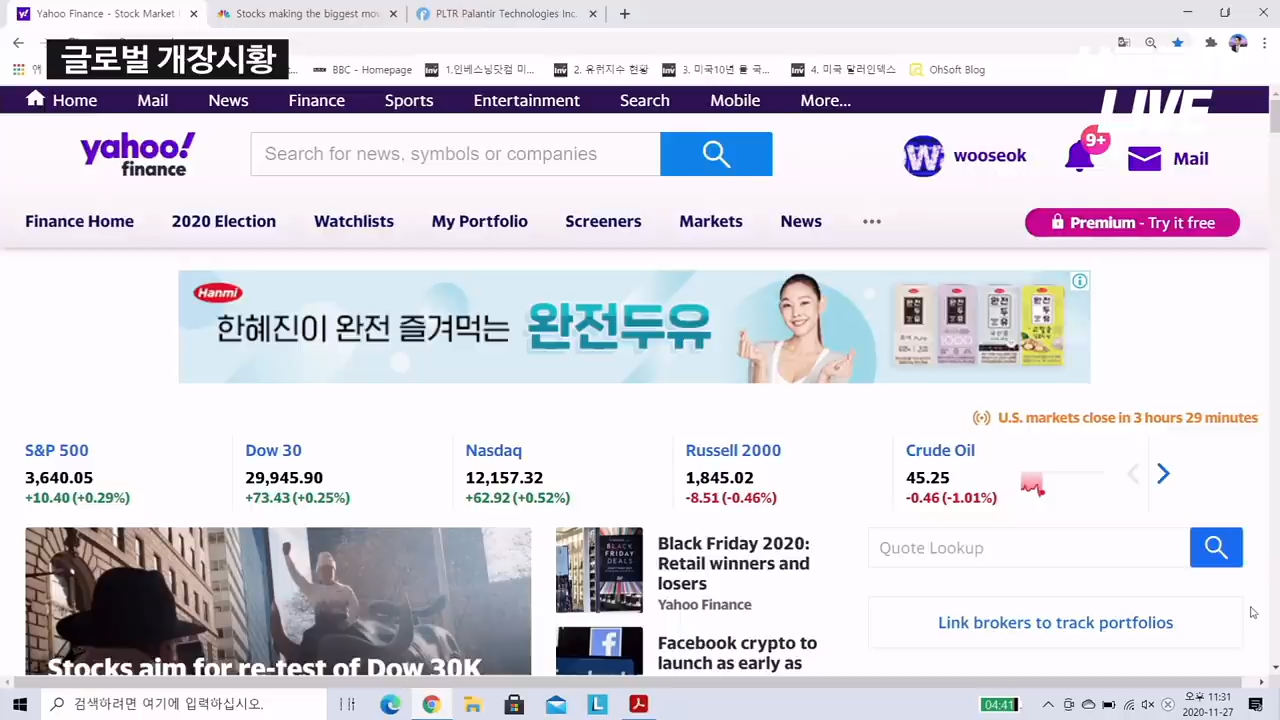 Yahoo Finance - Stock Market
Stocks making the biggest mo
PLTR Palantir Technologies Inc.
글로벌 개장시황
BBC - Homepage
1.인베스팅닷컴 미...
2. 유럽지수 현황
3. 미국10년 물 국...
4. 미국 달러인덱스
OhSoft Blog
Home
Mail
News
Finance
Sports
Entertainment
Search
Mobile
More...
LIVE
yahoo!
finance
Search for news, symbols or companies
W
wooseok
9+
Mail
Finance Home
2020 Election
Watchlists
My Portfolio
Screeners
Markets
News
Premium - Try it free
Hanmi
한혜진이 완전 즐겨먹는 완전두유
U.S. markets close in 3 hours 29 minutes
S&P 500
3,640.05
+10.40 (+0.29%)
Dow 30
29,945.90
+73.43 (+0.25%)
Nasdaq
12,157.32
+62.92 (+0.52%)
Russell 2000
1,845.02
-8.51 (-0.46%)
Crude Oil
45.25
-0.46 (-1.01%)
Stocks aim for re-test of Dow 30K
BLACK
FRIDAY
DEALS
Black Friday 2020:
Retail winners and
losers
Yahoo Finance
Facebook crypto to
launch as early as
Quote Lookup
Link brokers to track portfolios
검색하려면 여기에 입력하십시오.
04:41
오후 11:31
2020-11-27